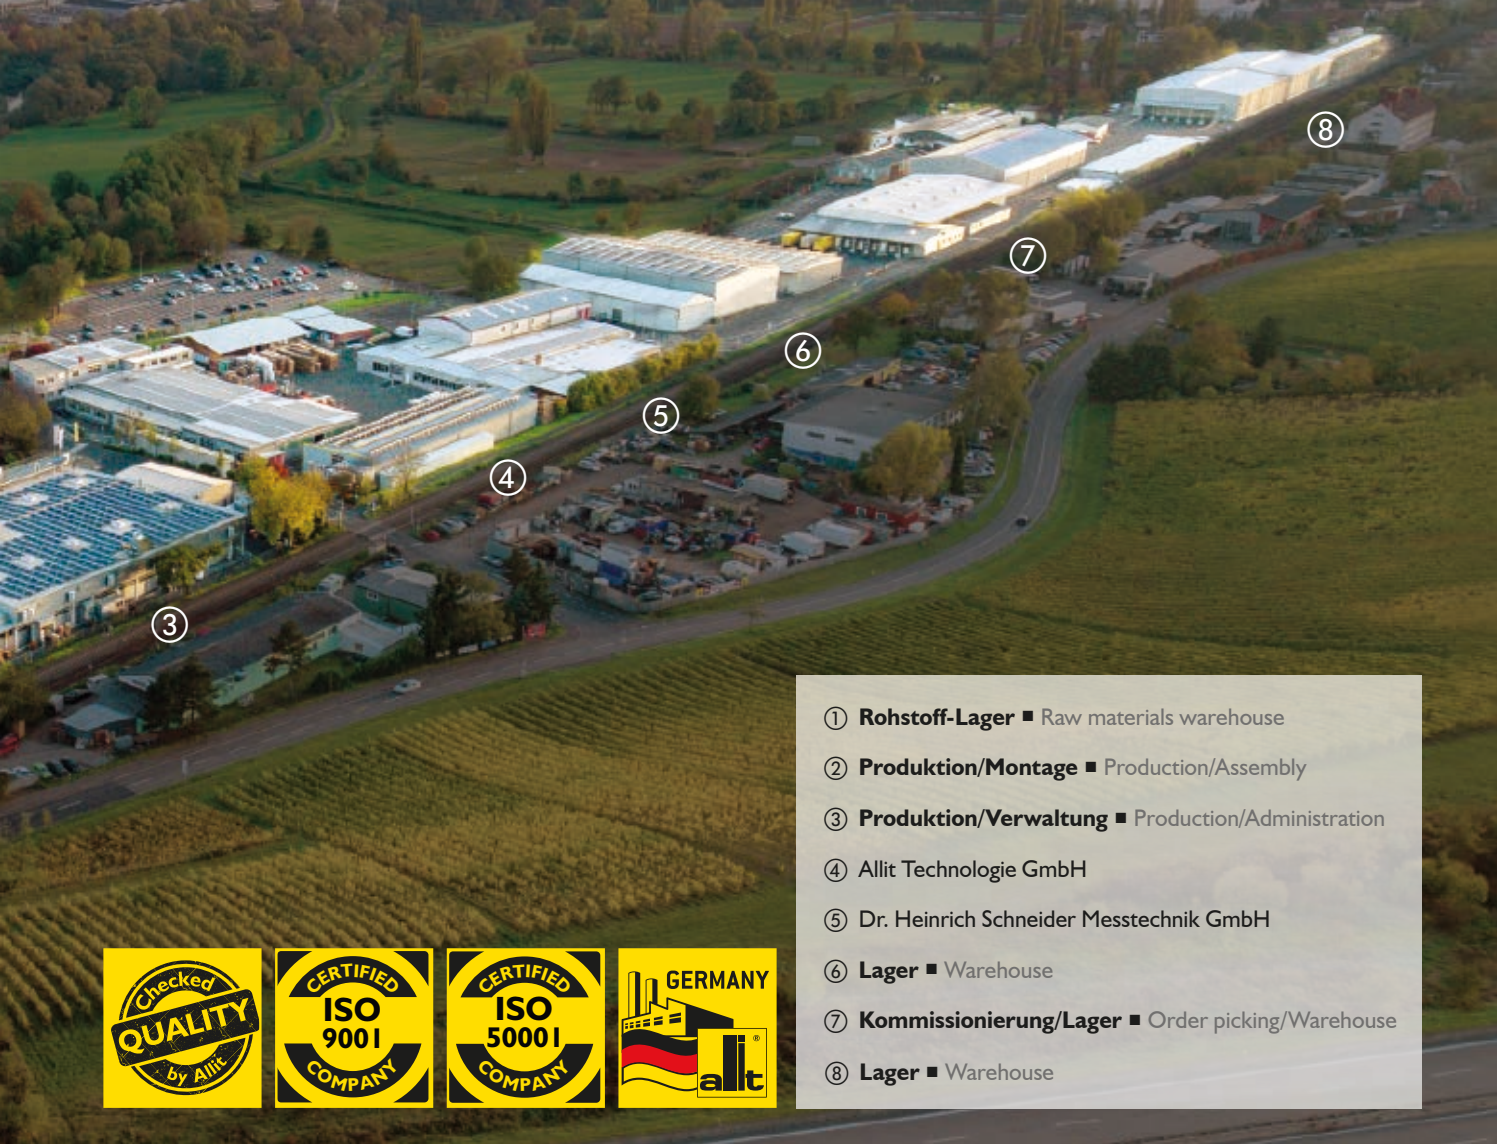 ⑧
⑦
⑥
⑤
④
③
① Rohstoff-Lager ■ Raw materials warehouse
② Produktion/Montage ■ Production/Assembly
③ Produktion/Verwaltung ■ Production/Administration
④ Allit Technologie GmbH
⑤ Dr. Heinrich Schneider Messtechnik GmbH
⑥ Lager ■ Warehouse
⑦ Kommissionierung/Lager ■ Order picking/Warehouse
⑧ Lager ■ Warehouse
Checked
QUALITY
by Allit
CERTIFIED
ISO
9001
COMPANY
CERTIFIED
ISO
50001
COMPANY
GERMANY
allit®